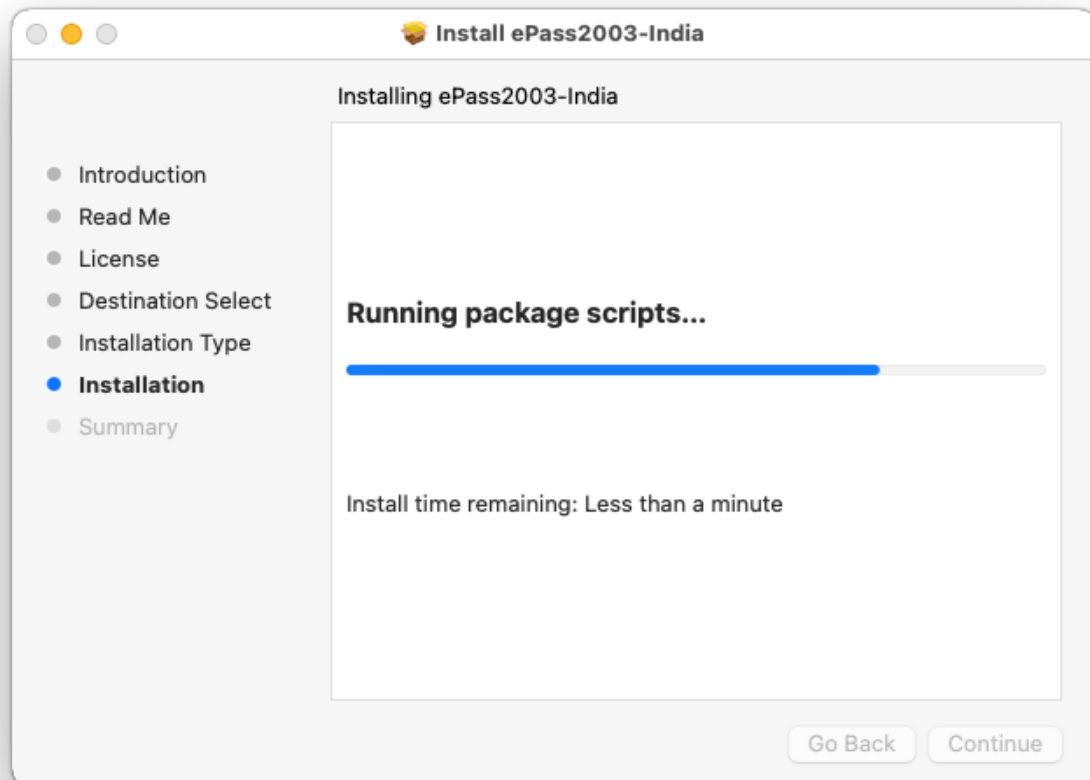 Install ePass2003-India
Installing ePass2003-India
Introduction
Read Me
License
Destination Select
Installation Type
Installation
Summary
Running package scripts...
Install time remaining: Less than a minute
Go Back
Continue